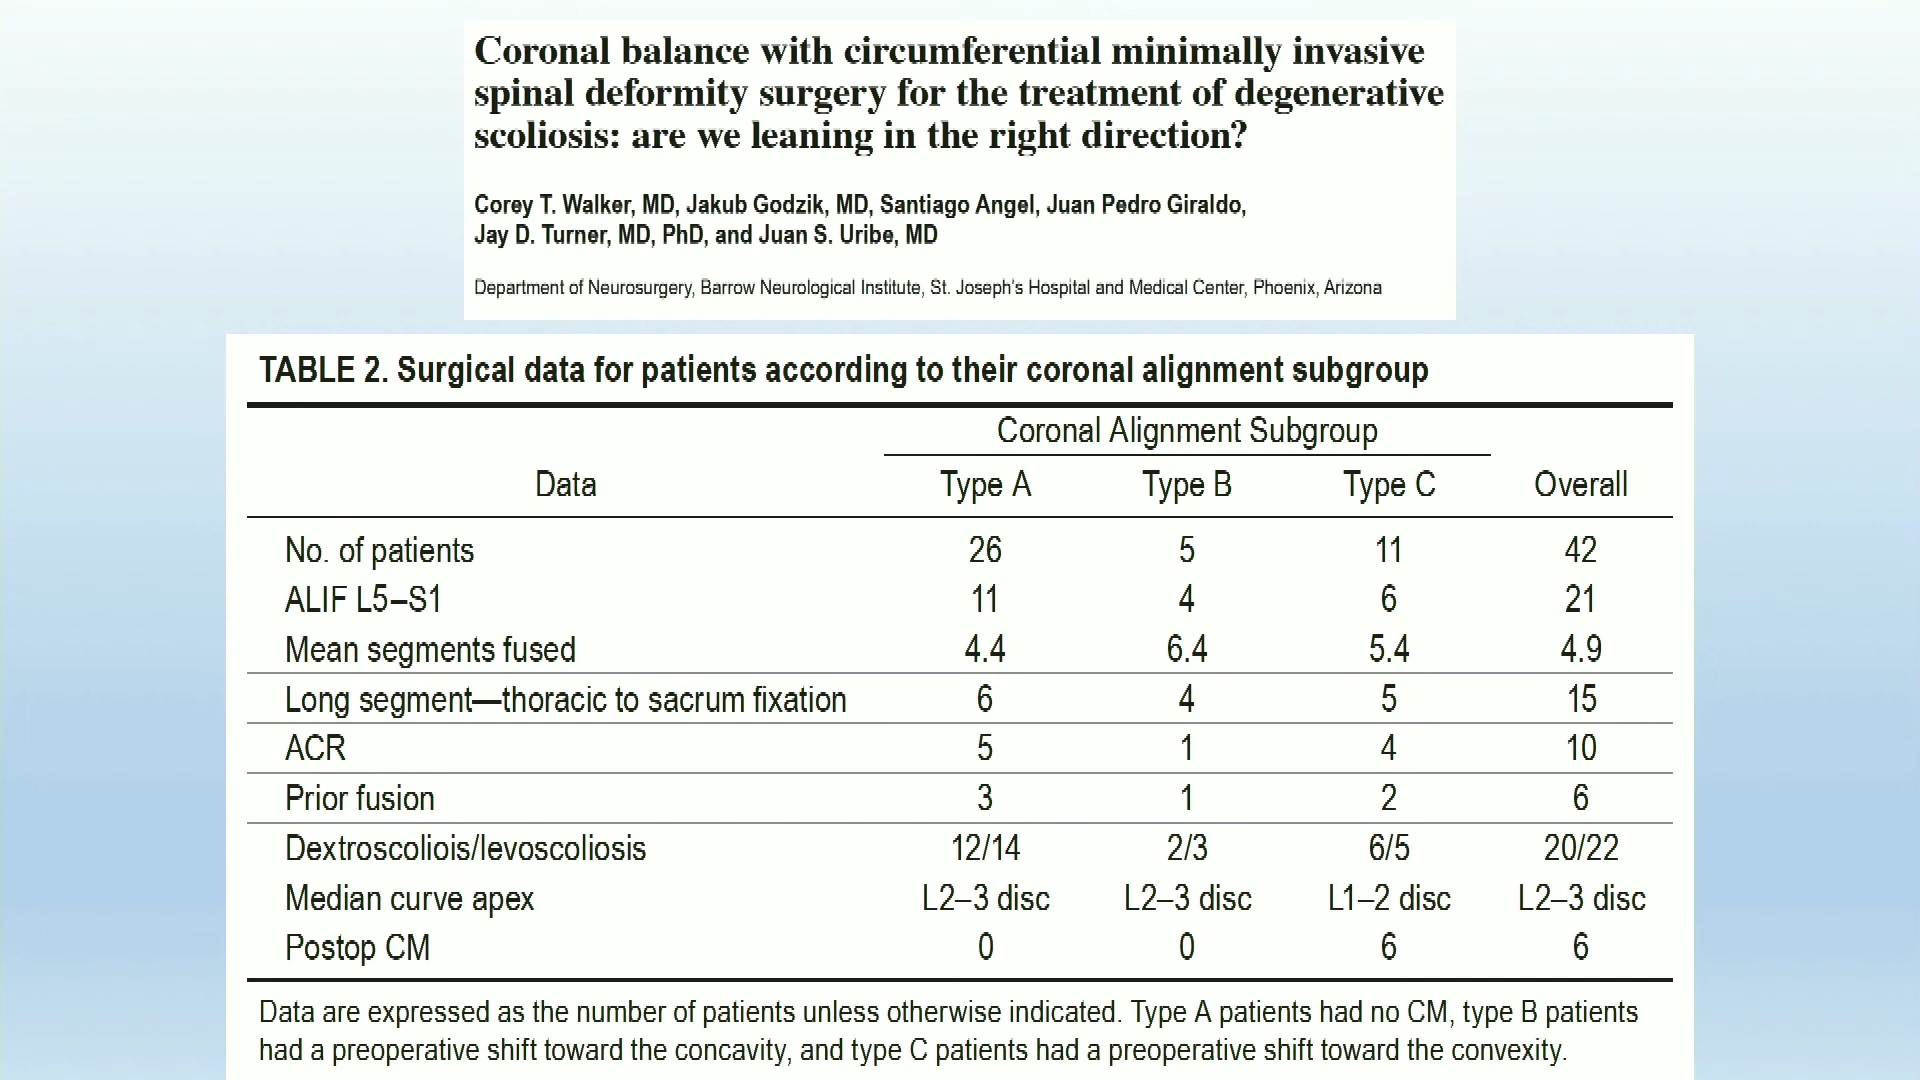 Coronal balance with circumferential minimally invasive
spinal deformity surgery for the treatment of degenerative
scoliosis: are we leaning in the right direction?
Corey T. Walker, MD, Jakub Godzik, MD, Santiago Angel, Juan Pedro Giraldo,
Jay D. Turner, MD, PhD, and Juan S. Uribe, MD
Department of Neurosurgery, Barrow Neurological Institute, St. Joseph's Hospital and Medical Center, Phoenix, Arizona
TABLE 2. Surgical data for patients according to their coronal alignment subgroup
Coronal Alignment Subgroup
Data Type A Type B Type C Overall
No. of patients 26 5 11 42
ALIF L5–S1 11 4 6 21
Mean segments fused 4.4 6.4 5.4 4.9
Long segment—thoracic to sacrum fixation 6 4 5 15
ACR 5 1 4 10
Prior fusion 3 1 2 6
Dextroscoliois/levoscoliosis 12/14 2/3 6/5 20/22
Median curve apex L2–3 disc L2–3 disc L1–2 disc L2–3 disc
Postop CM 0 0 6 6
Data are expressed as the number of patients unless otherwise indicated. Type A patients had no CM, type B patients
had a preoperative shift toward the concavity, and type C patients had a preoperative shift toward the convexity.